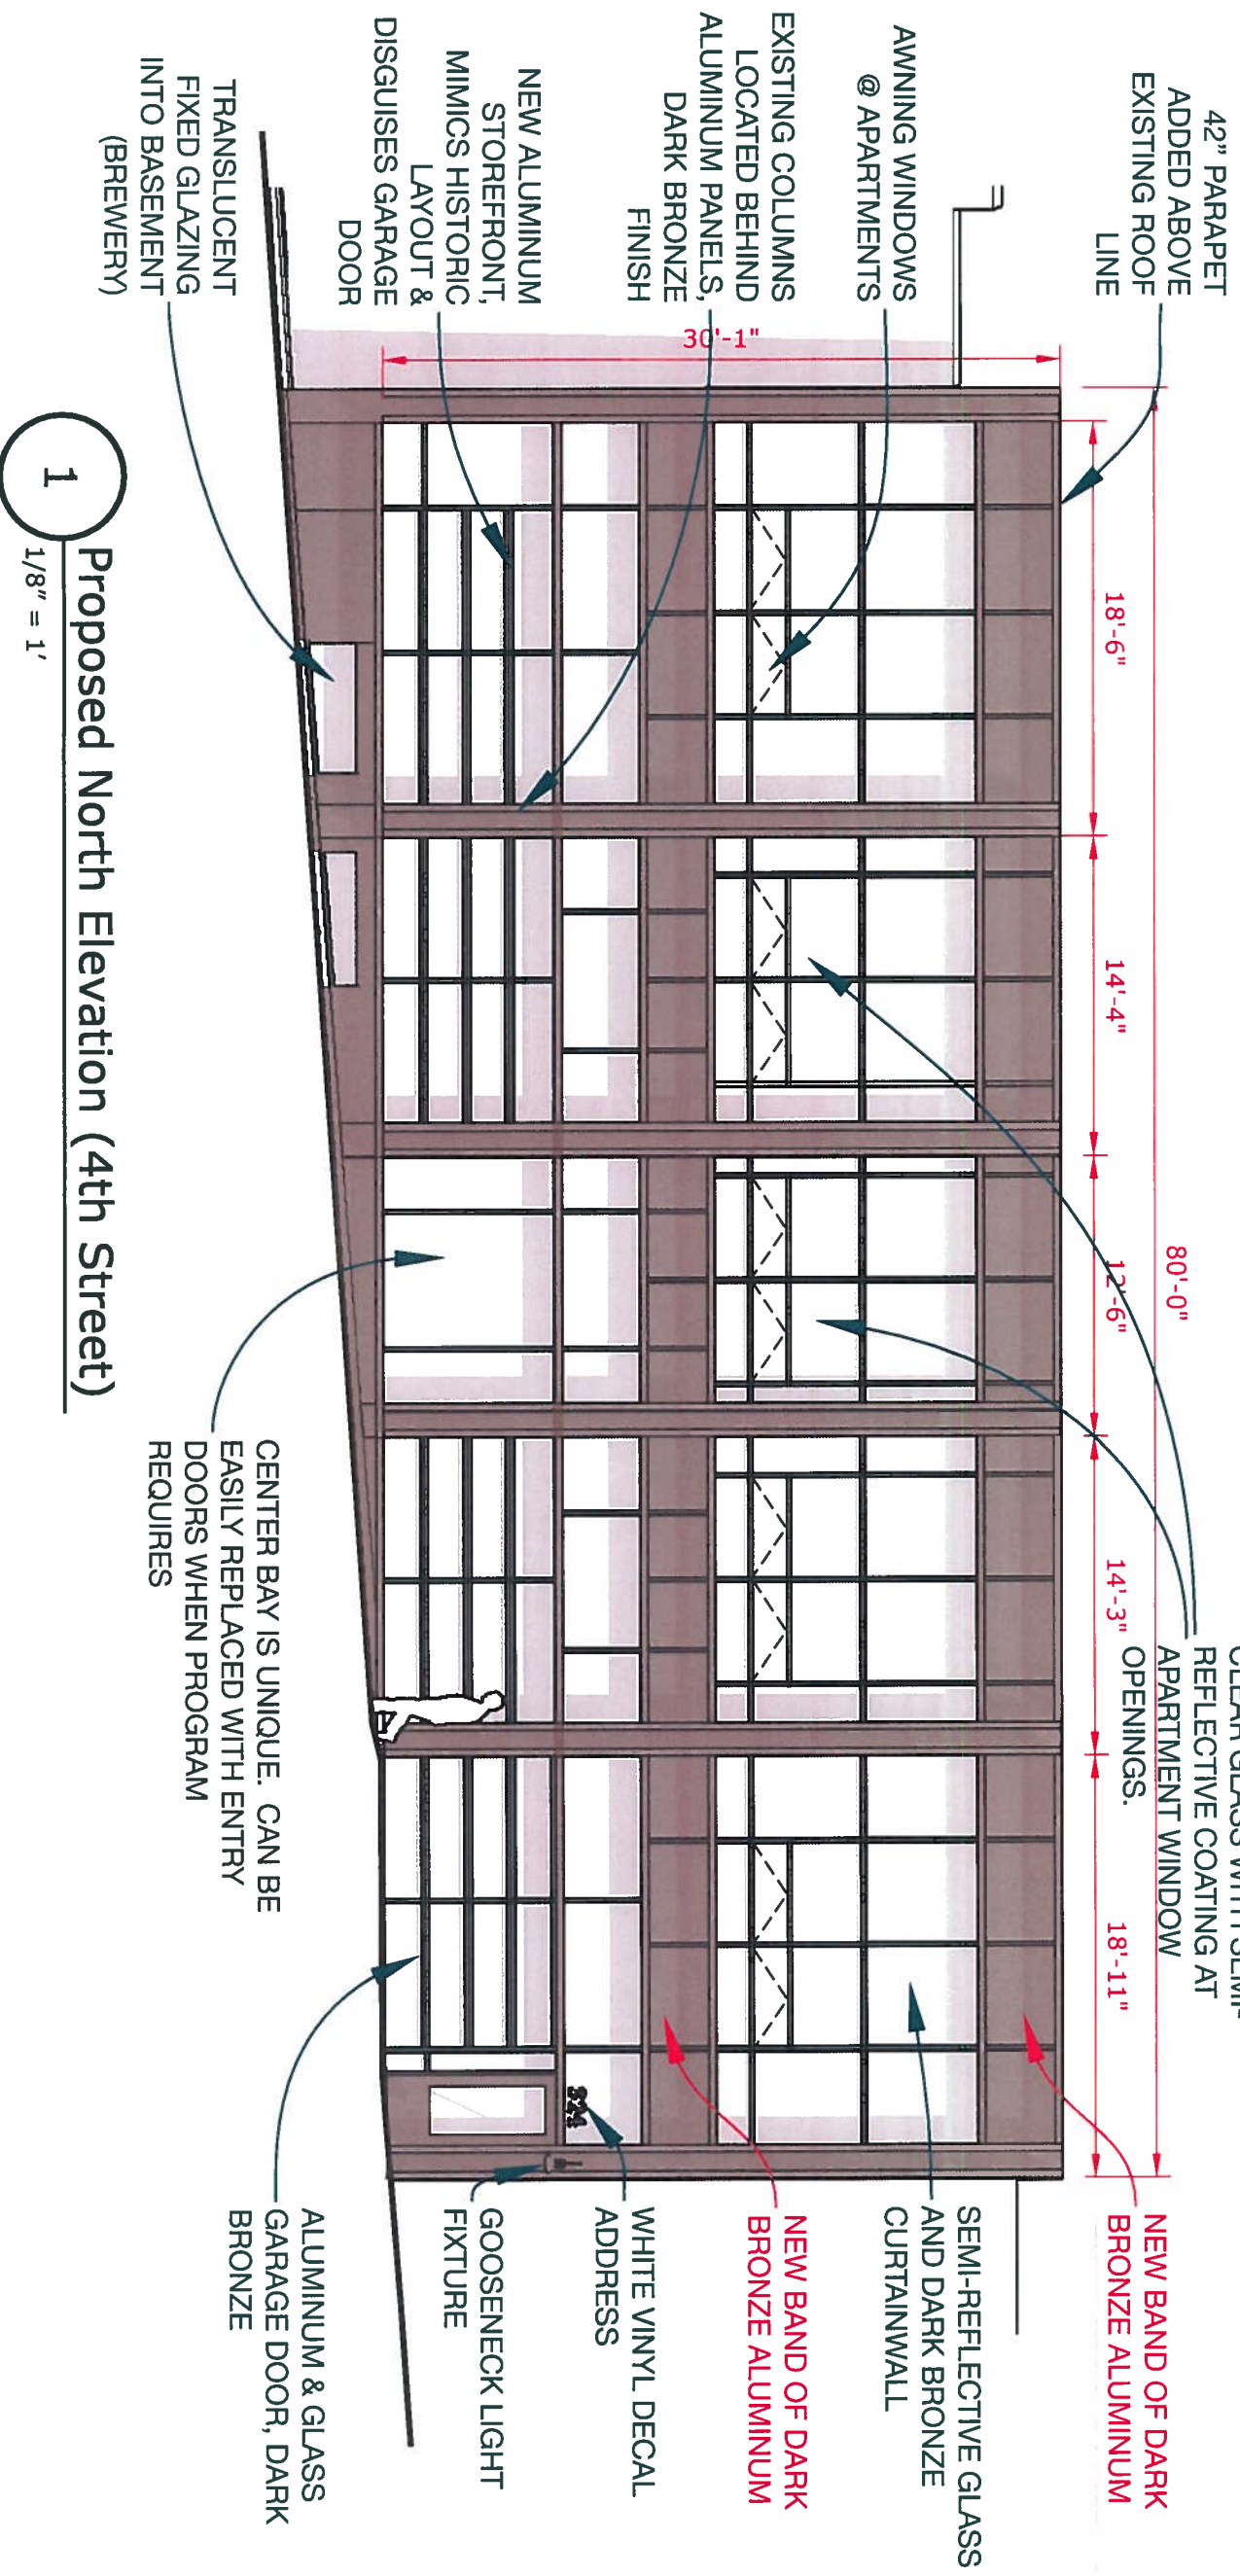 42" PARAPET
ADDED ABOVE
EXISTING ROOF
LINE
AWNING WINDOWS
@ APARTMENTS
EXISTING COLUMNS
LOCATED BEHIND
ALUMINUM PANELS,
DARK BRONZE
FINISH
NEW ALUMINUM
STOREFRONT,
MIMICS HISTORIC
LAYOUT &
DISGUISES GARAGE
DOOR
TRANSLUCENT
FIXED GLAZING
INTO BASEMENT
(BREWERY)
30'-1"
80'-0"
18'-6"
14'-4"
12'-6"
14'-3"
18'-11"
CLEAR GLASS WITH SEMI-
REFLECTIVE COATING AT
APARTMENT WINDOW
OPENINGS.
NEW BAND OF DARK
BRONZE ALUMINUM
SEMI-REFLECTIVE GLASS
AND DARK BRONZE
CURTAINWALL
NEW BAND OF DARK
BRONZE ALUMINUM
WHITE VINYL DECAL
ADDRESS
GOOSENECK LIGHT
FIXTURE
ALUMINUM & GLASS
GARAGE DOOR, DARK
BRONZE
CENTER BAY IS UNIQUE. CAN BE
EASILY REPLACED WITH ENTRY
DOORS WHEN PROGRAM
REQUIRES
1
Proposed North Elevation (4th Street)
1/8" = 1'